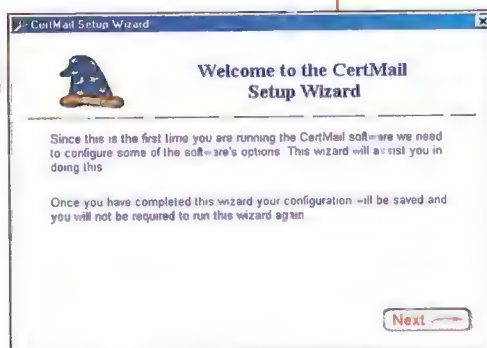 CertMail Setup Wizard
Welcome to the CertMail
Setup Wizard
Since this is the first time you are running the CertMail software we need
to configure some of the software's options. This wizard will assist you in
doing this
Once you have completed this wizard your configuration will be saved and
you will not be required to run this wizard again
Next